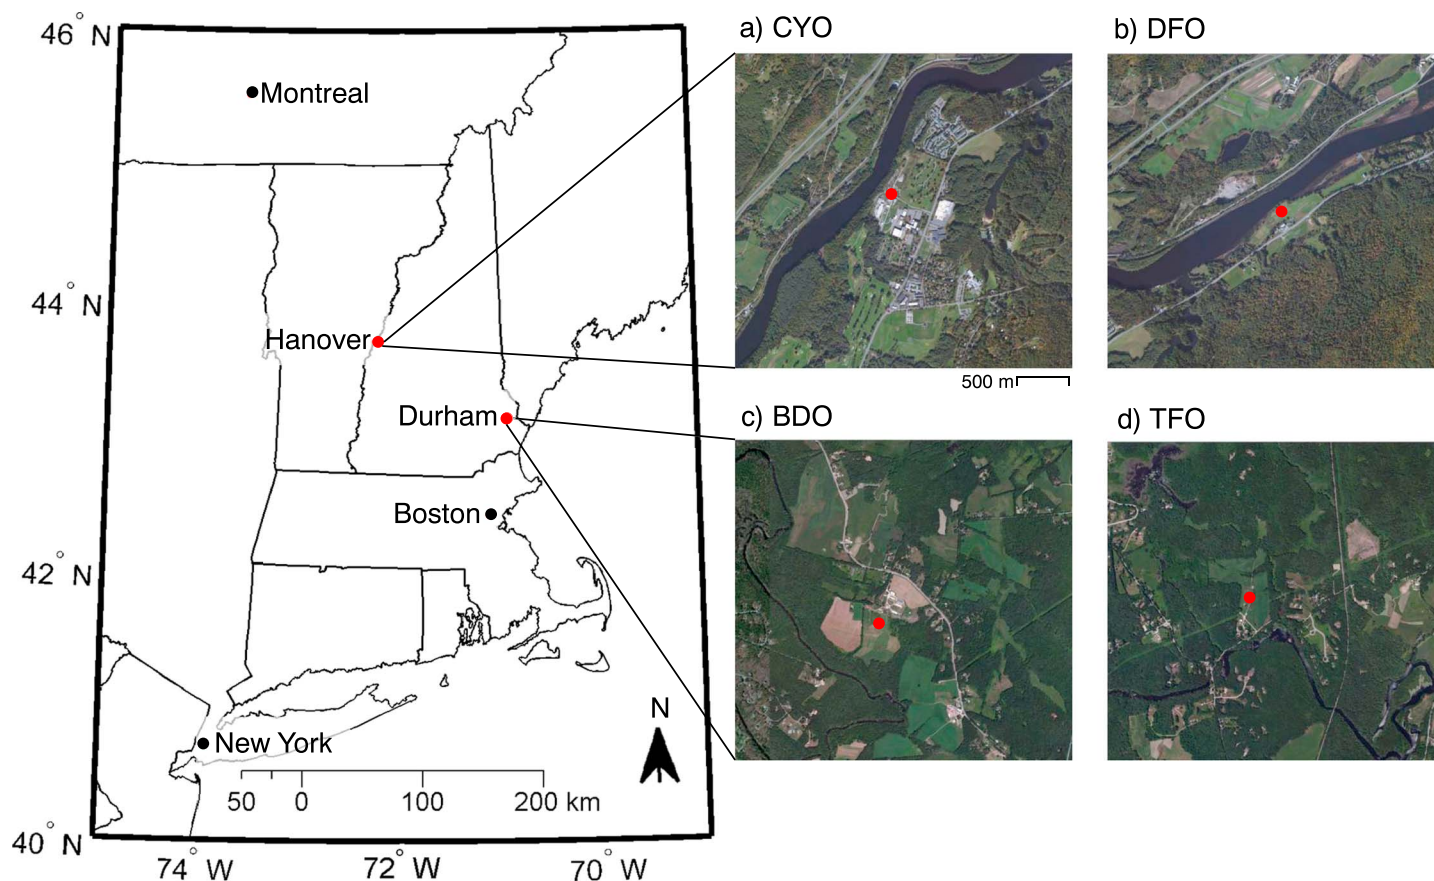 46° N
Montreal
44° N
Hanover
Durham
Boston
42° N
New York
N
50 0 100 200 km
40° N
74° W 72° W 70° W
a) CYO
b) DFO
500 m
c) BDO
d) TFO